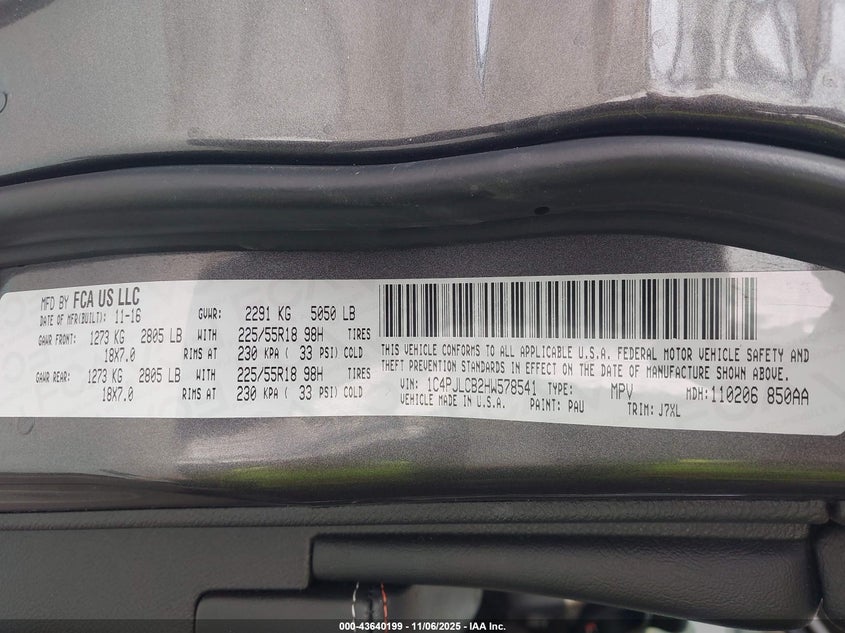 MFD BY FCA US LLC
DATE OF MFR(BUILT): 11-16 GVWR: 2291 KG 5050 LB
GAWR FRONT: 1273 KG 2805 LB WITH 225/55R18 98H TIRES
18X7.0 RIMS AT 230 KPA ( 33 PSI) COLD
GAWR REAR: 1273 KG 2805 LB WITH 225/55R18 98H TIRES
18X7.0 RIMS AT 230 KPA ( 33 PSI) COLD
THIS VEHICLE CONFORMS TO ALL APPLICABLE U.S.A. FEDERAL MOTOR VEHICLE SAFETY AND
THEFT PREVENTION STANDARDS IN EFFECT ON THE DATE OF MANUFACTURE SHOWN ABOVE.
VIN: 1C4PJLCB2HW578541 TYPE: MPV MDH: 110206 850AA
VEHICLE MADE IN U.S.A. PAINT: PAU TRIM: J7XL
000-43640199 - 11/06/2025 - IAA Inc.